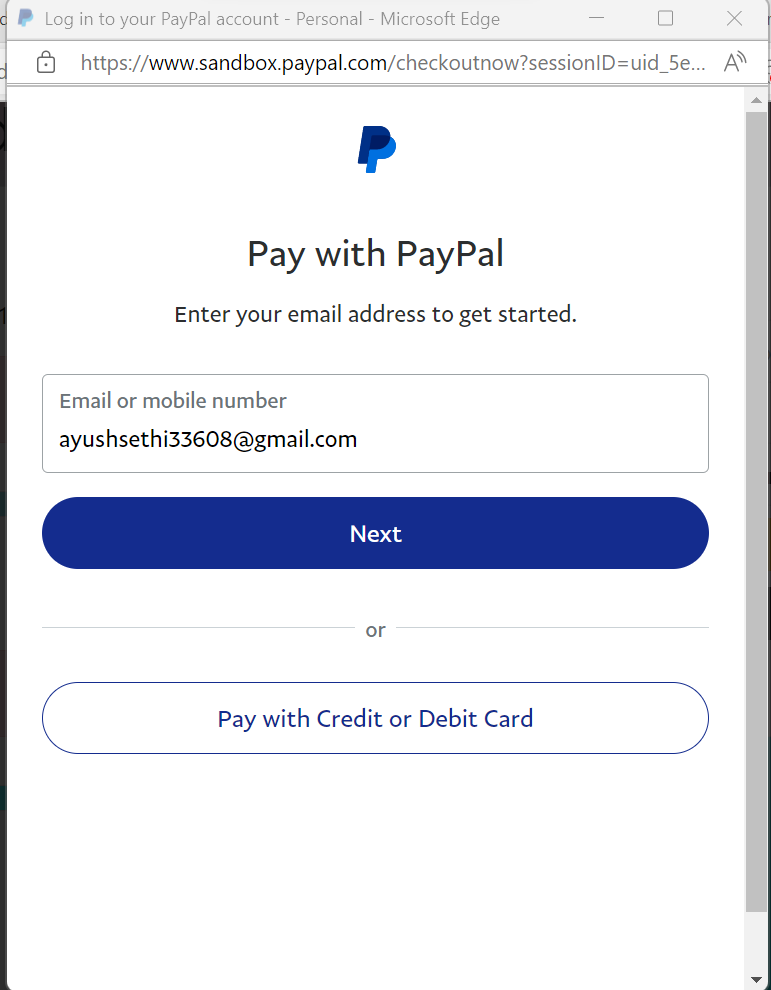 Log in to your PayPal account - Personal - Microsoft Edge
https://www.sandbox.paypal.com/checkoutnow?sessionID=uid_5e...
Pay with PayPal
Enter your email address to get started.
Email or mobile number
ayushsethi33608@gmail.com
Next
or
Pay with Credit or Debit Card